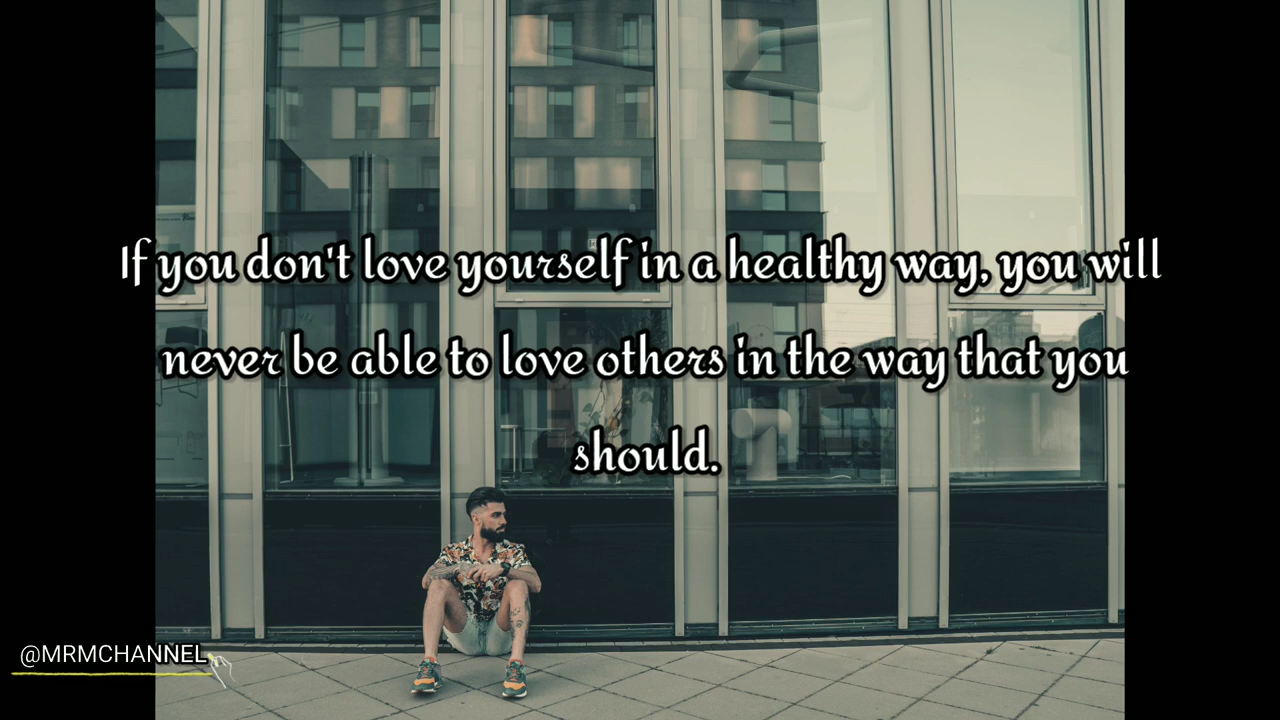 If you don't love yourself in a healthy way, you will
never be able to love others in the way that you
should.
@MRMCHANNEL